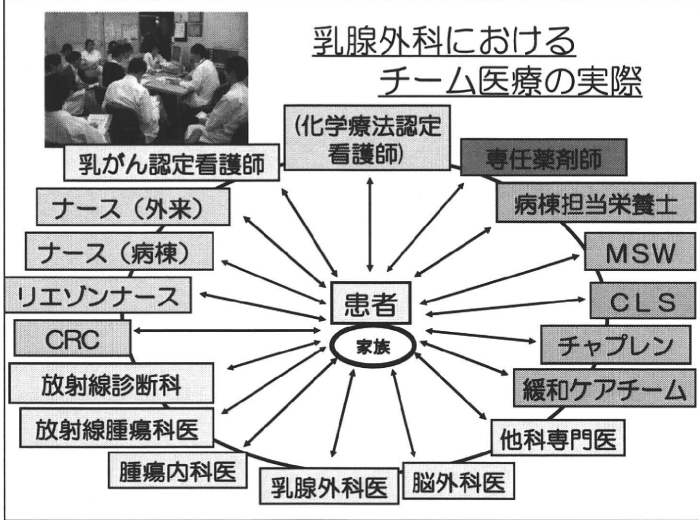 乳腺外科における
チーム医療の実際
(化学療法認定
看護師)
乳がん認定看護師
専任薬剤師
ナース（外来）
病棟担当栄養士
ナース（病棟）
MSW
リエゾンナース
患者
CLS
CRC
家族
チャプレン
放射線診断科
緩和ケアチーム
放射線腫瘍科医
他科専門医
腫瘍内科医
乳腺外科医
脳外科医